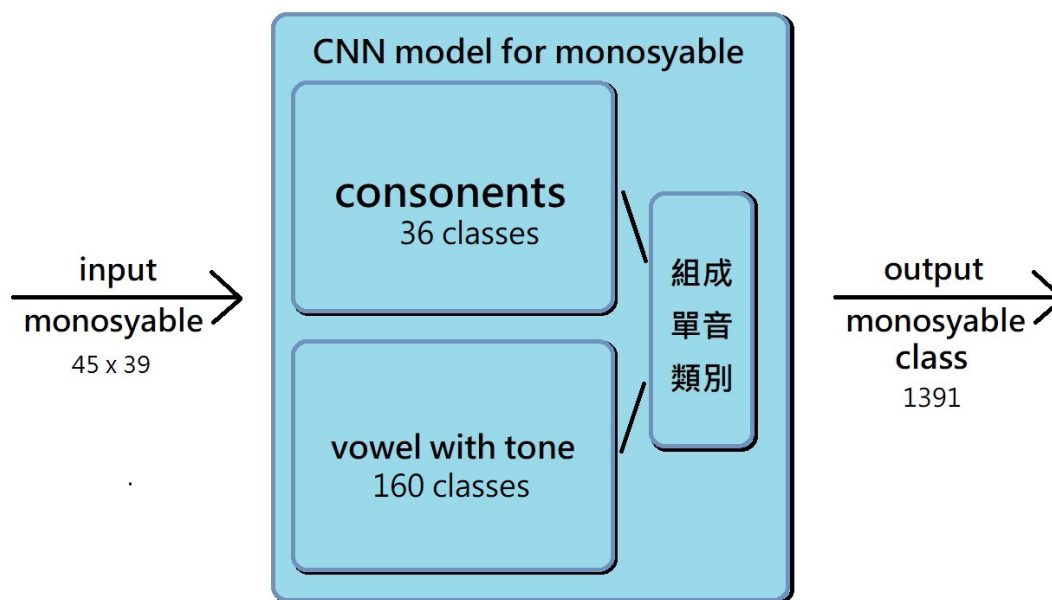 CNN model for monosyable
consonents
36 classes
vowel with tone
160 classes
組成
單音
類別
input
monosyable
45 x 39
output
monosyable
class
1391